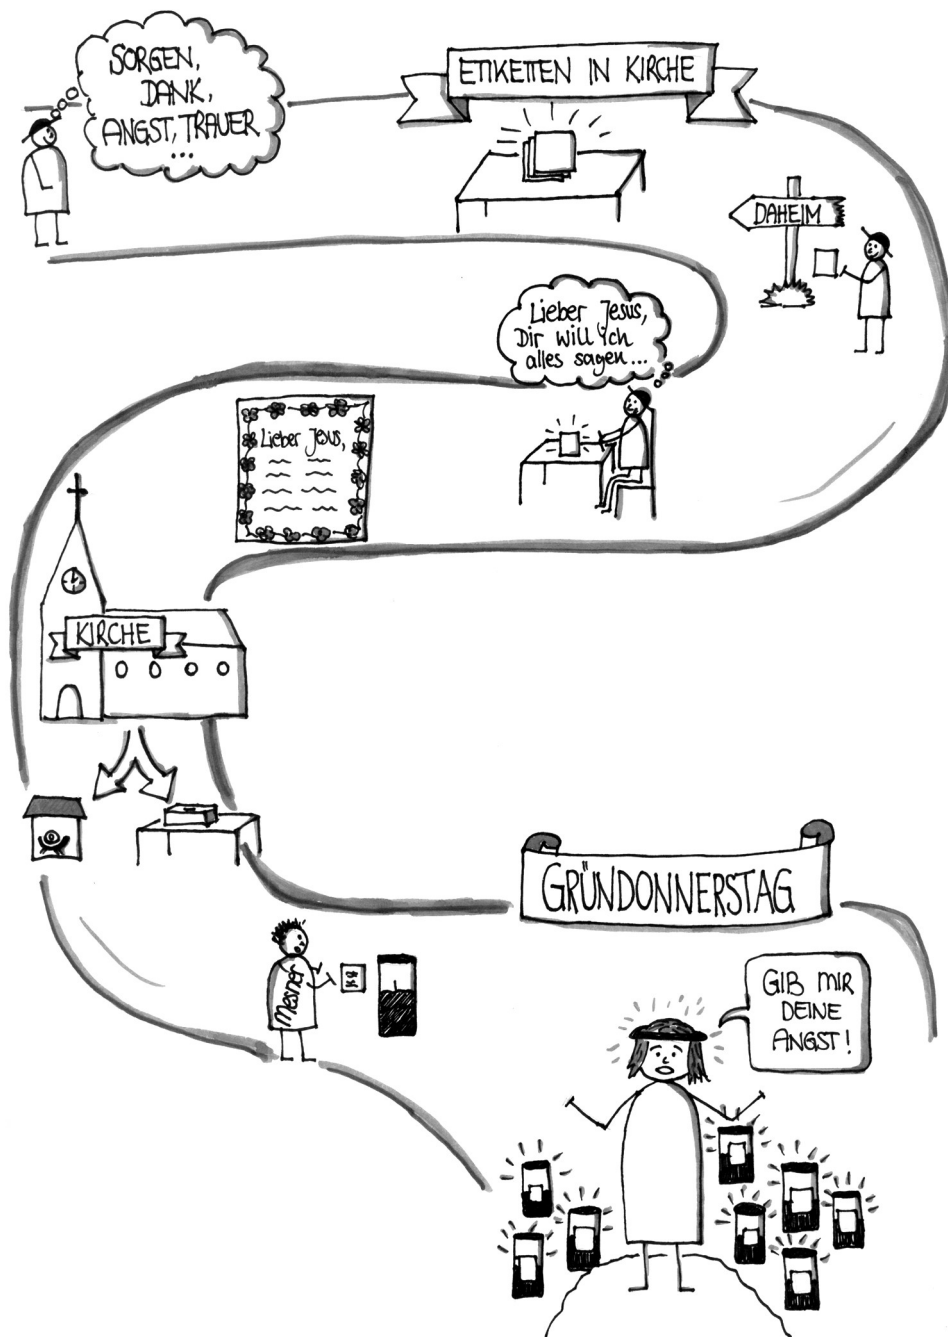 SORGEN,
DANK,
ANGST, TRAUER
...
ETIKETTEN IN KIRCHE
DAHEIM
Lieber Jesus,
Dir will ich
alles sagen...
Lieber Jesus,
KIRCHE
Mesner
GRÜNDONNERSTAG
GIB MIR
DEINE
ANGST!